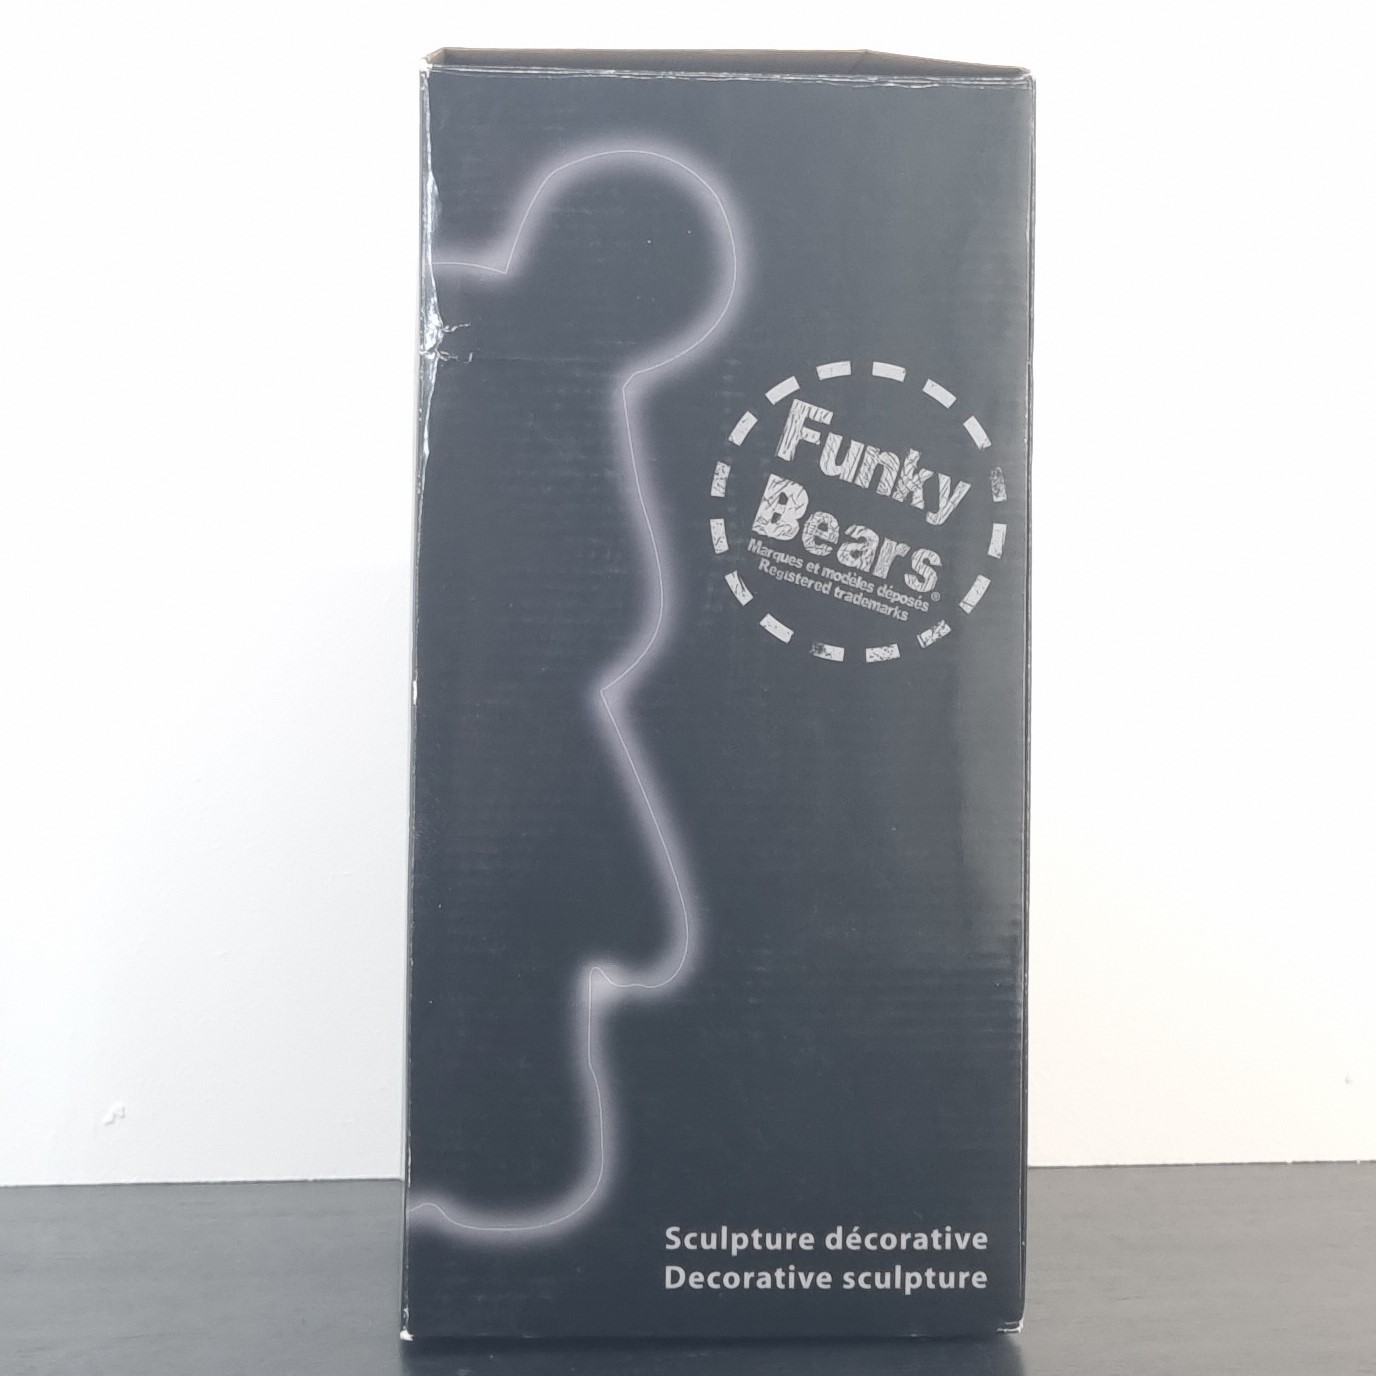 Funky
Bears®
Marques et modèles déposés
Registered trademarks
Sculpture décorative
Decorative sculpture